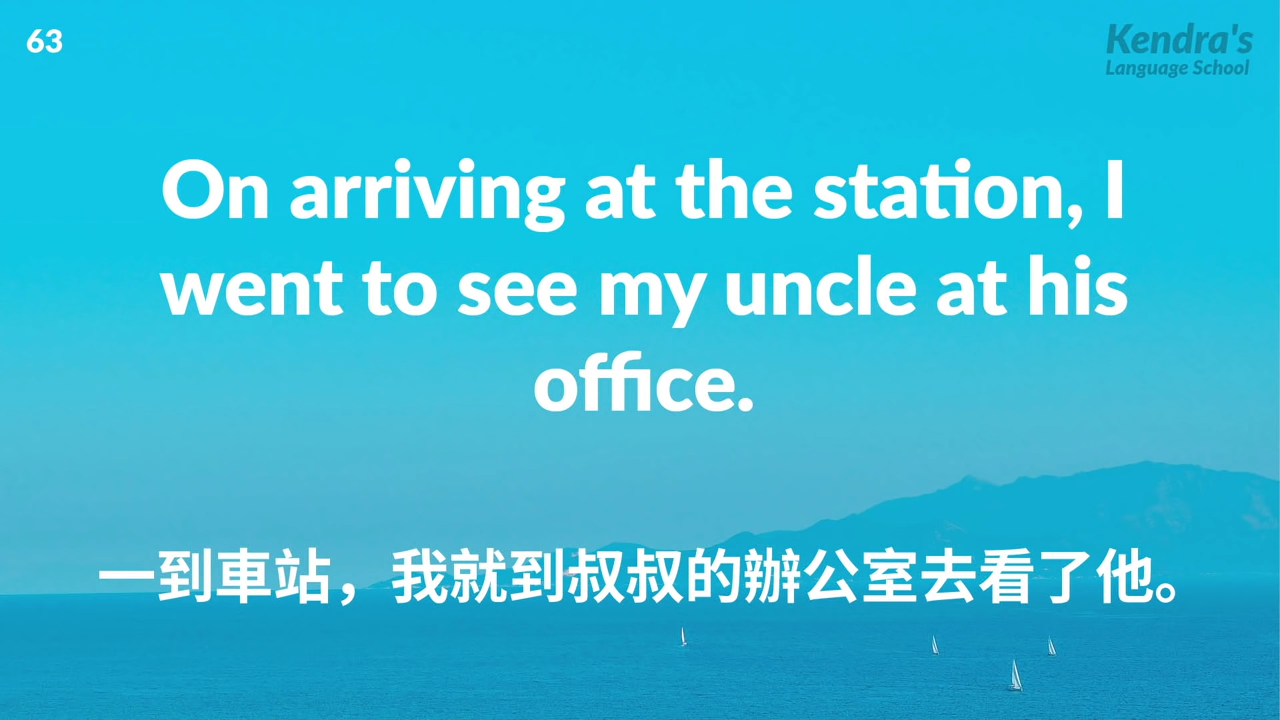 63
Kendra's
Language School
On arriving at the station, I
went to see my uncle at his
office.
一到車站，我就到叔叔的辦公室去看了他。